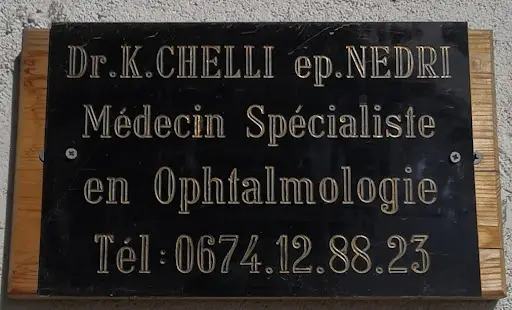 Dr.K.CHELLI ep.NEDRI
Médecin Spécialiste
en Ophtalmologie
Tél:0674.12.88.23